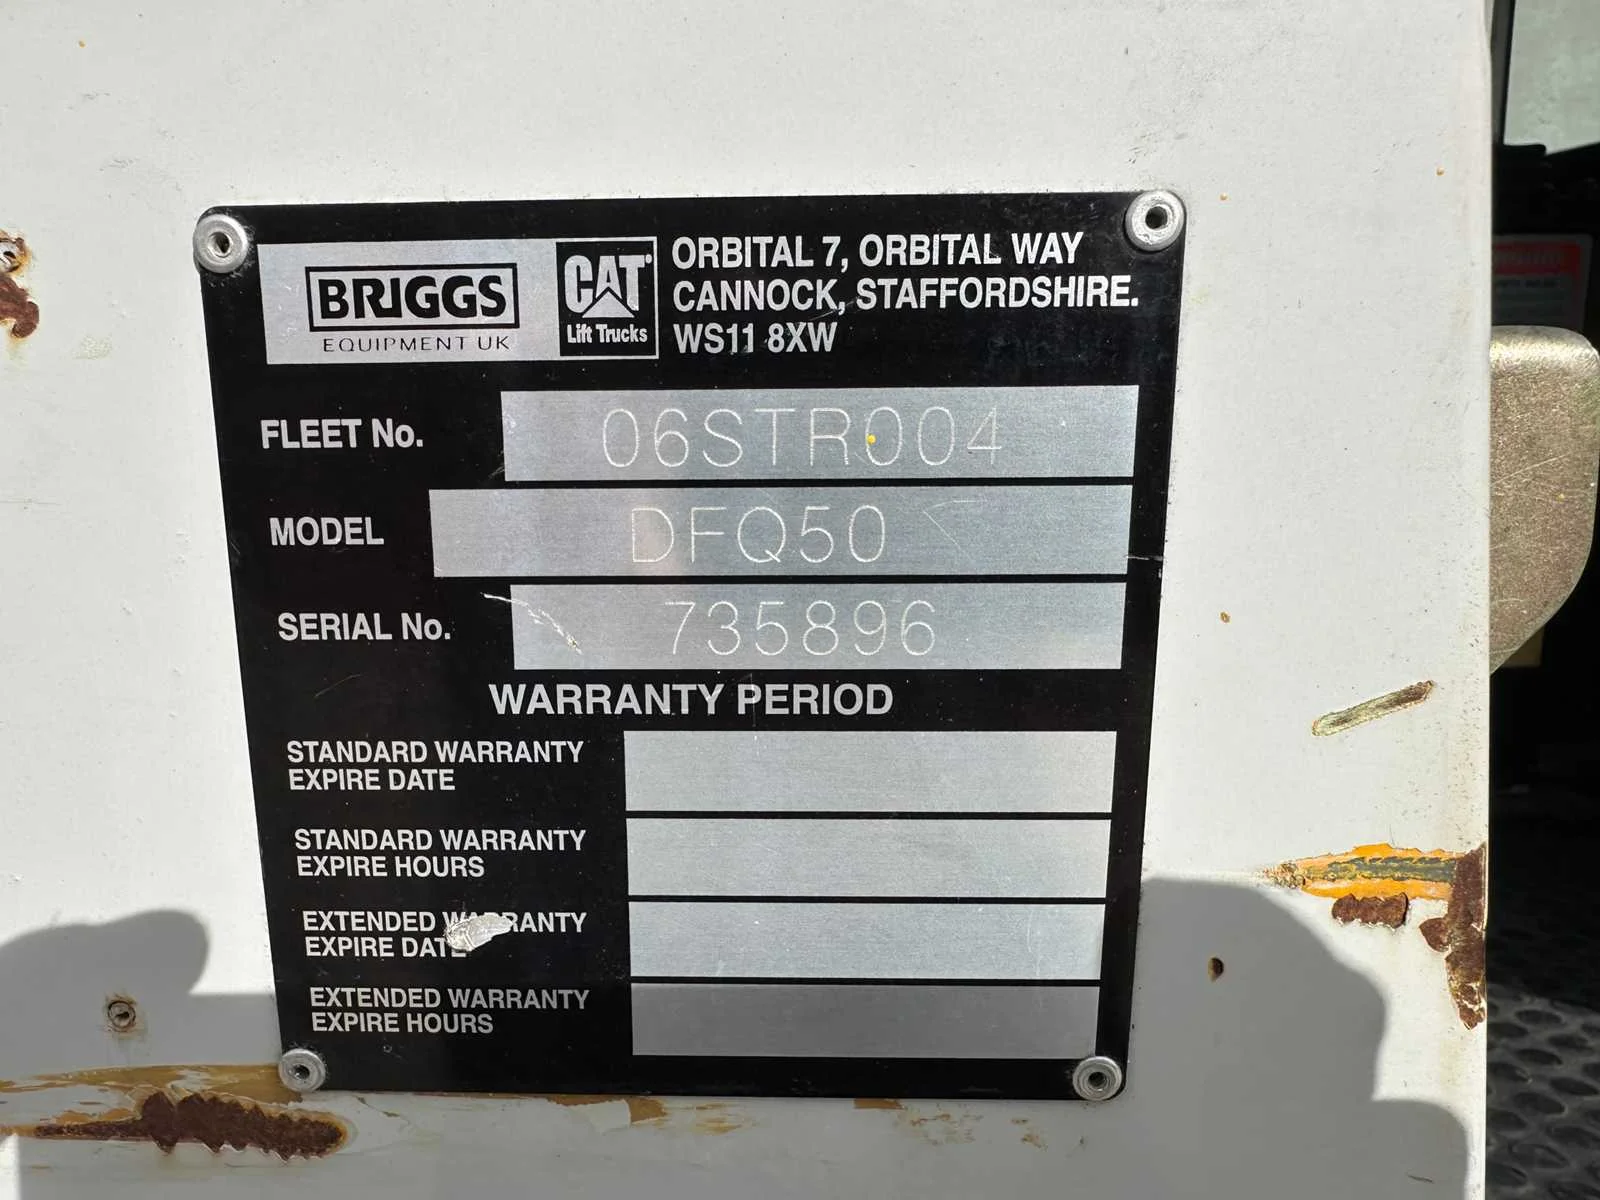 BRIGGS
EQUIPMENT UK
CAT
Lift Trucks
ORBITAL 7, ORBITAL WAY
CANNOCK, STAFFORDSHIRE.
WS11 8XW
FLEET No. 06STR004
MODEL DFQ50
SERIAL No. 735896
WARRANTY PERIOD
STANDARD WARRANTY
EXPIRE DATE
STANDARD WARRANTY
EXPIRE HOURS
EXTENDED WARRANTY
EXPIRE DATE
EXTENDED WARRANTY
EXPIRE HOURS